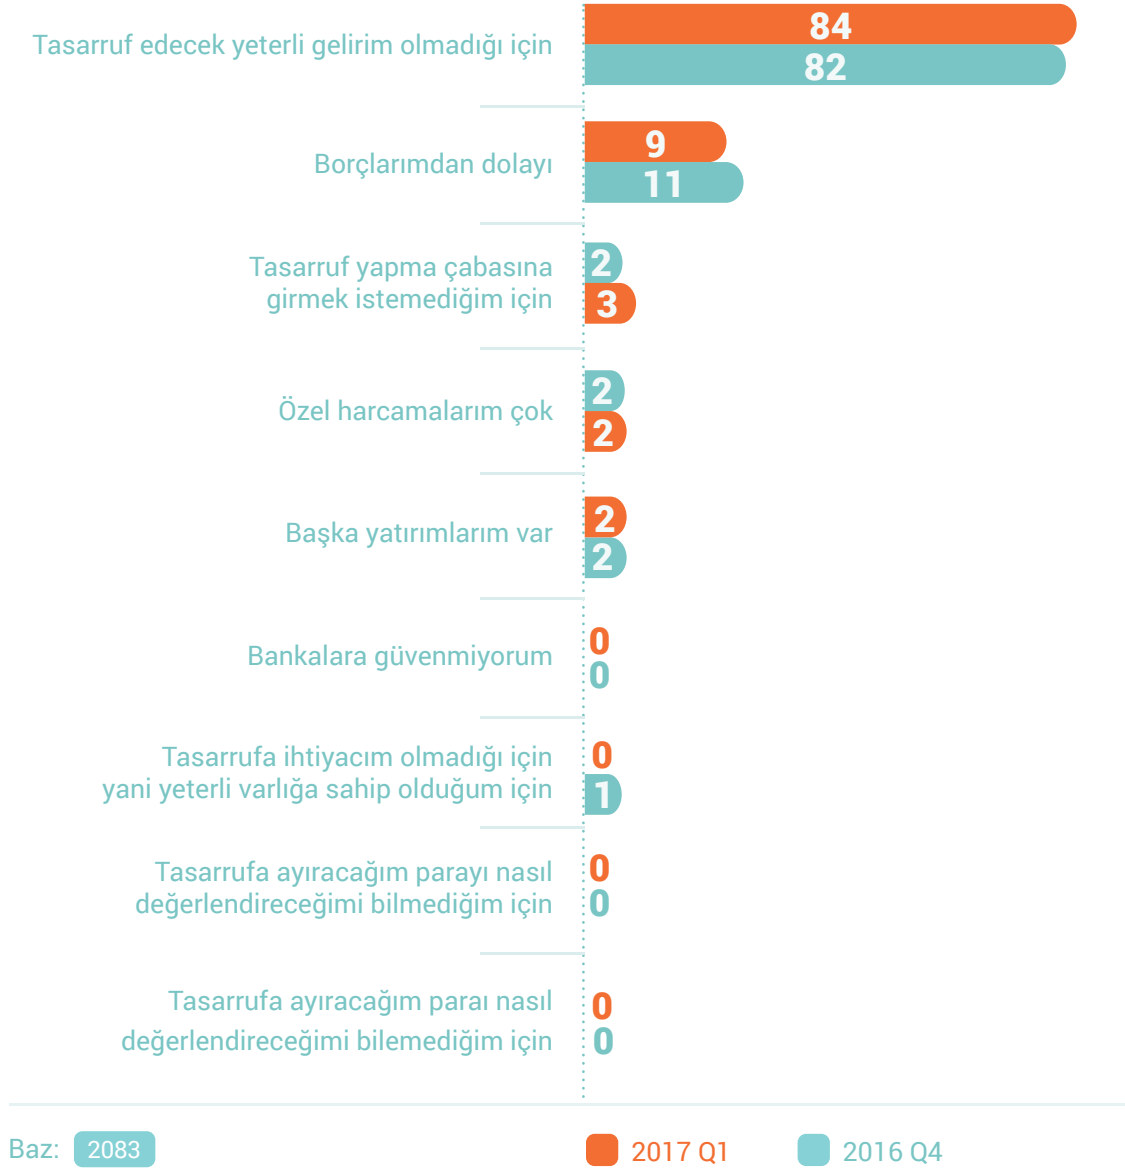 Tasarruf edecek yeterli gelirim olmadığı için
84
82
Borçlarımdan dolayı
9
11
Tasarruf yapma çabasına
girmek istemediğim için
2
3
Özel harcamalarım çok
2
2
Başka yatırımlarım var
2
2
Bankalara güvenmiyorum
0
0
Tasarrufa ihtiyacım olmadığı için
yani yeterli varlığa sahip olduğum için
0
1
Tasarrufa ayıracağım parayı nasıl
değerlendireceğimi bilmediğim için
0
0
Tasarrufa ayıracağım paraı nasıl
değerlendireceğimi bilemediğim için
0
0
Baz: 2083
2017 Q1
2016 Q4